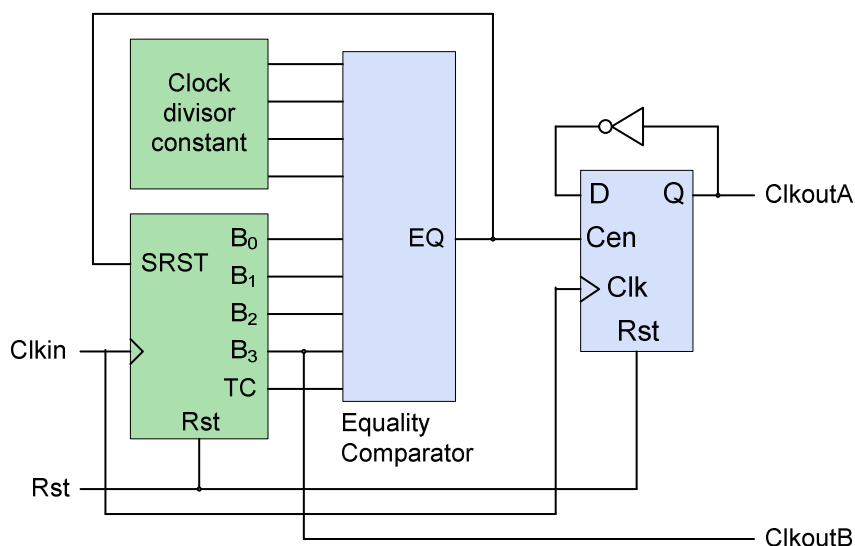 Clock
divisor
constant
SRST
B₀
B₁
B₂
B₃
TC
Rst
EQ
Equality
Comparator
D
Q
Cen
Clk
Rst
ClkoutA
Clkin
Rst
ClkoutB